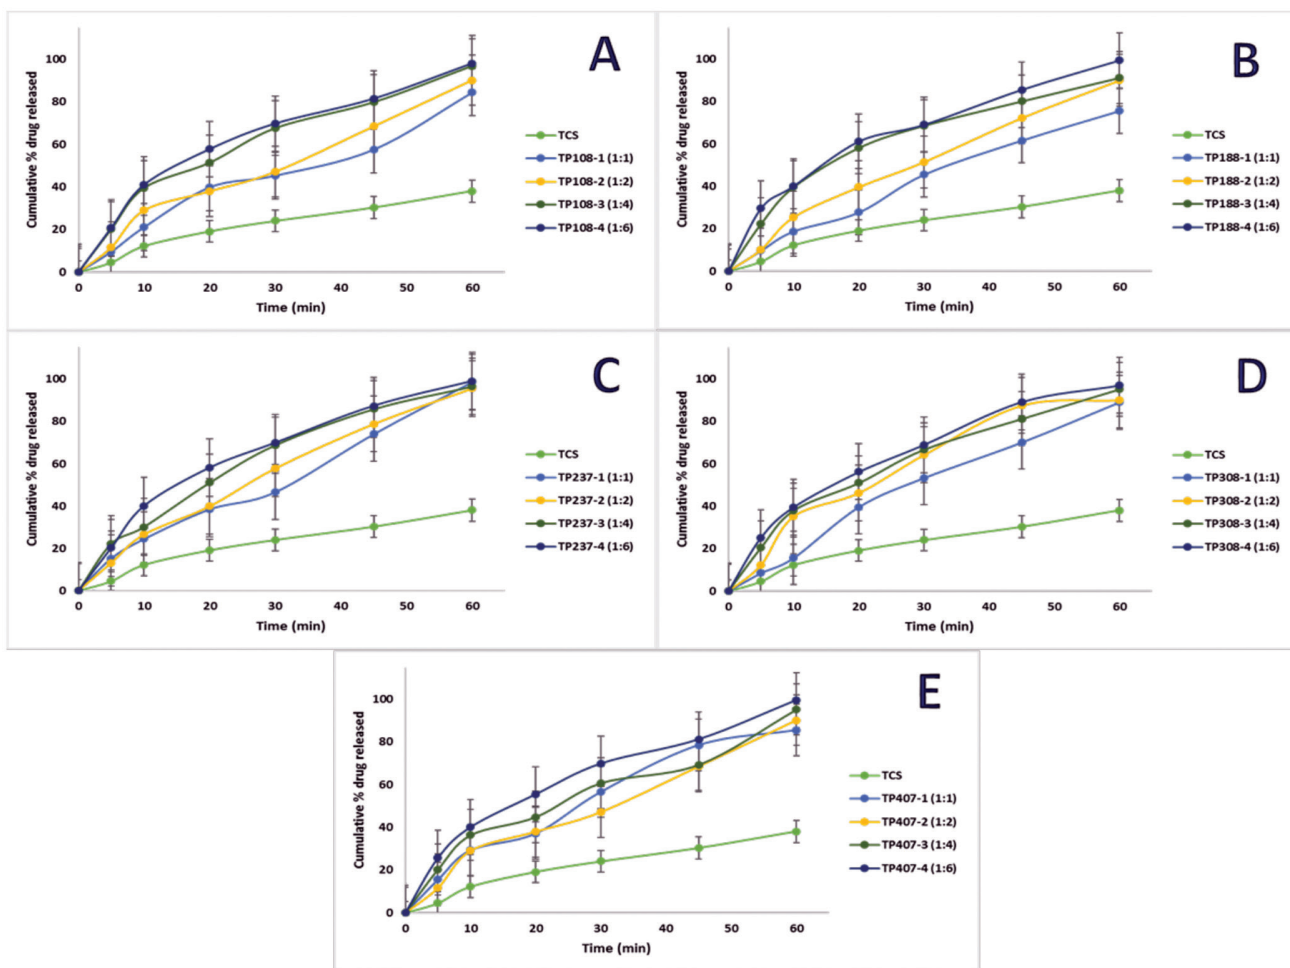 A
Cumulative % drug released
100
80
60
40
20
0
0 10 20 30 40 50 60
Time (min)
TCS
TP108-1 (1:1)
TP108-2 (1:2)
TP108-3 (1:4)
TP108-4 (1:6)
B
Cumulative % drug released
100
80
60
40
20
0
0 10 20 30 40 50 60
Time (min)
TCS
TP188-1 (1:1)
TP188-2 (1:2)
TP188-3 (1:4)
TP188-4 (1:6)
C
Cumulative % drug released
100
80
60
40
20
0
0 10 20 30 40 50 60
Time (min)
TCS
TP237-1 (1:1)
TP237-2 (1:2)
TP237-3 (1:4)
TP237-4 (1:6)
D
Cumulative % drug released
100
80
60
40
20
0
0 10 20 30 40 50 60
Time (min)
TCS
TP308-1 (1:1)
TP308-2 (1:2)
TP308-3 (1:4)
TP308-4 (1:6)
E
Cumulative % drug released
100
80
60
40
20
0
0 10 20 30 40 50 60
Time (min)
TCS
TP407-1 (1:1)
TP407-2 (1:2)
TP407-3 (1:4)
TP407-4 (1:6)